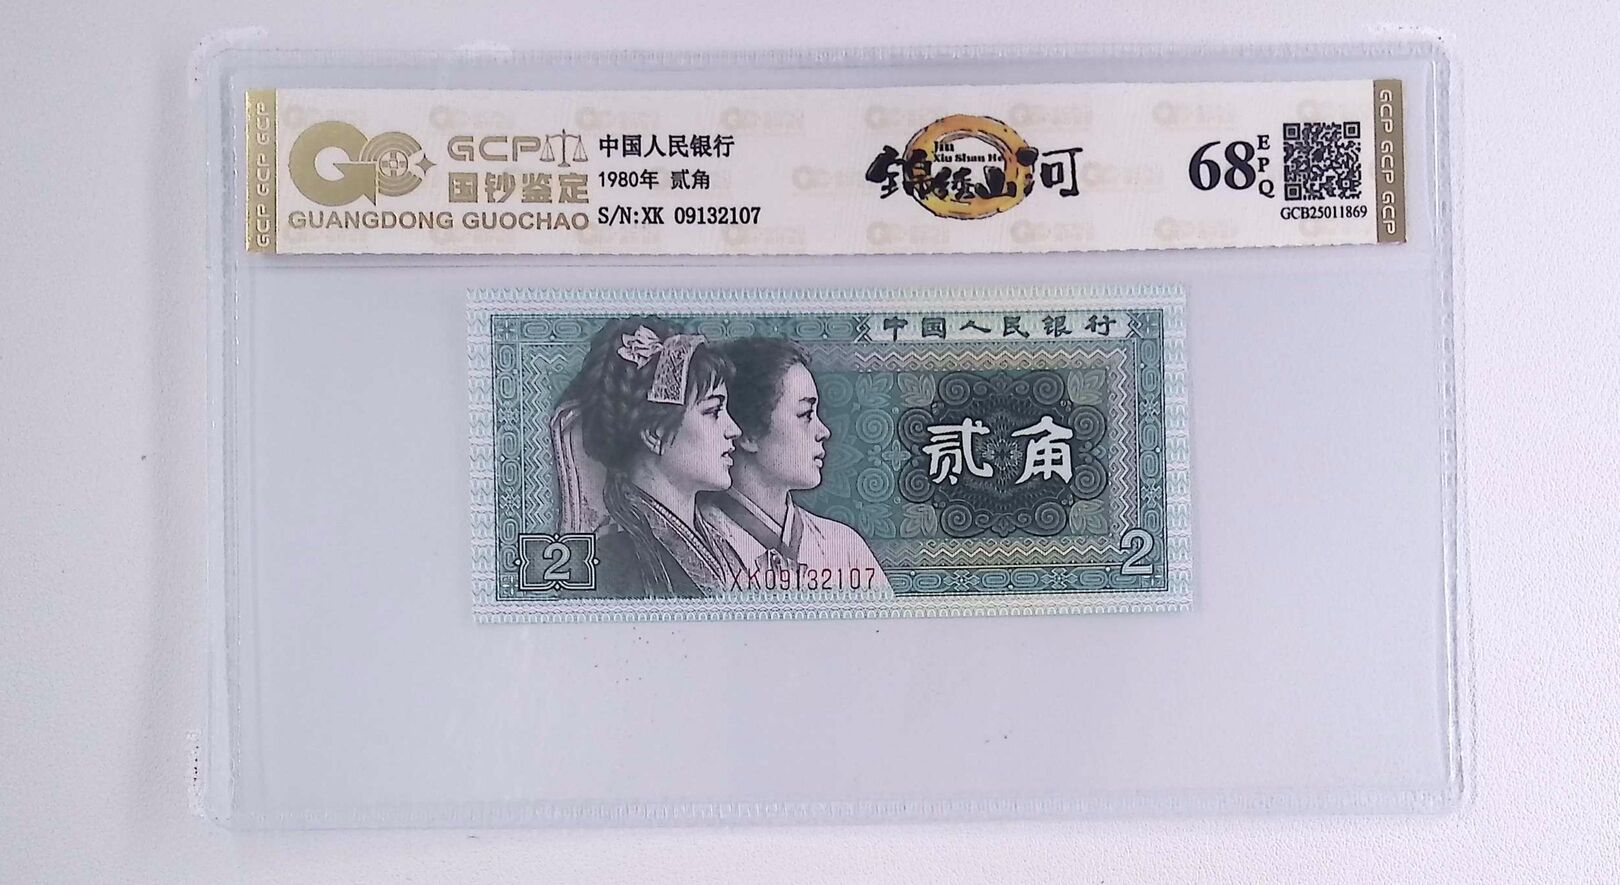 GCP GCP GCP
GCP
国钞鉴定
GUANGDONG GUOCHAO
中国人民银行
1980年 贰角
S/N:XK 09132107
锦绣山河
Jin
Xiu Shan He
68
EPQ
GCB25011869
GCP GCP GCP
中国人民银行
贰角
2
2
XK09132107